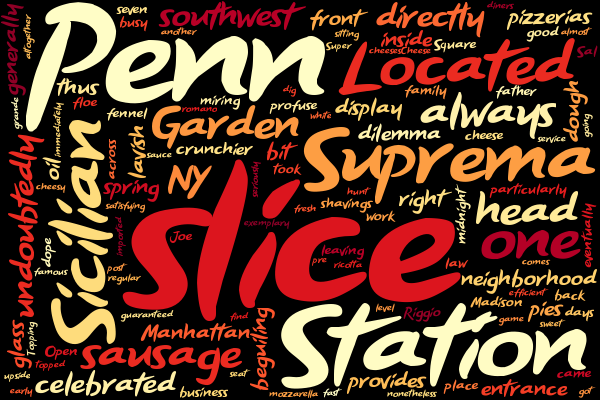 seven
busy
southwest
another
front
sitting
Super
directly
diners
pizzerias
generally
altogether
Penn
inside
cheesesCheese
Square
good
almost
Located
Sal
thus
floe
grande
immediately
oil
fennel
miring
romano
dig
profuse
while
family
father
display
always
dough
going
Garden
dilemma
cheese
service
lavish
sauce
crunchier
bit
took
Suprema
undoubtedly
Sicilian
across
spring
satisfying
cheesy
NY
seriously
hunt
shavings
fresh
work
right
midnight
particularly
head
eventually
dope
famous
imported
Joe
slice
exemplary
leaving
pre
ricotta
law
one
comes
neighborhood
post
regular
guaranteed
find
beguiling
level
Riggio
Madison
efficient
back
game
pies
days
sweet
glass
Topping
Open
topped
Manhattan
sausage
seat
Station
upside
early
celebrated
business
mozzarella
fast
provides
nonetheless
place
entrance
came
got